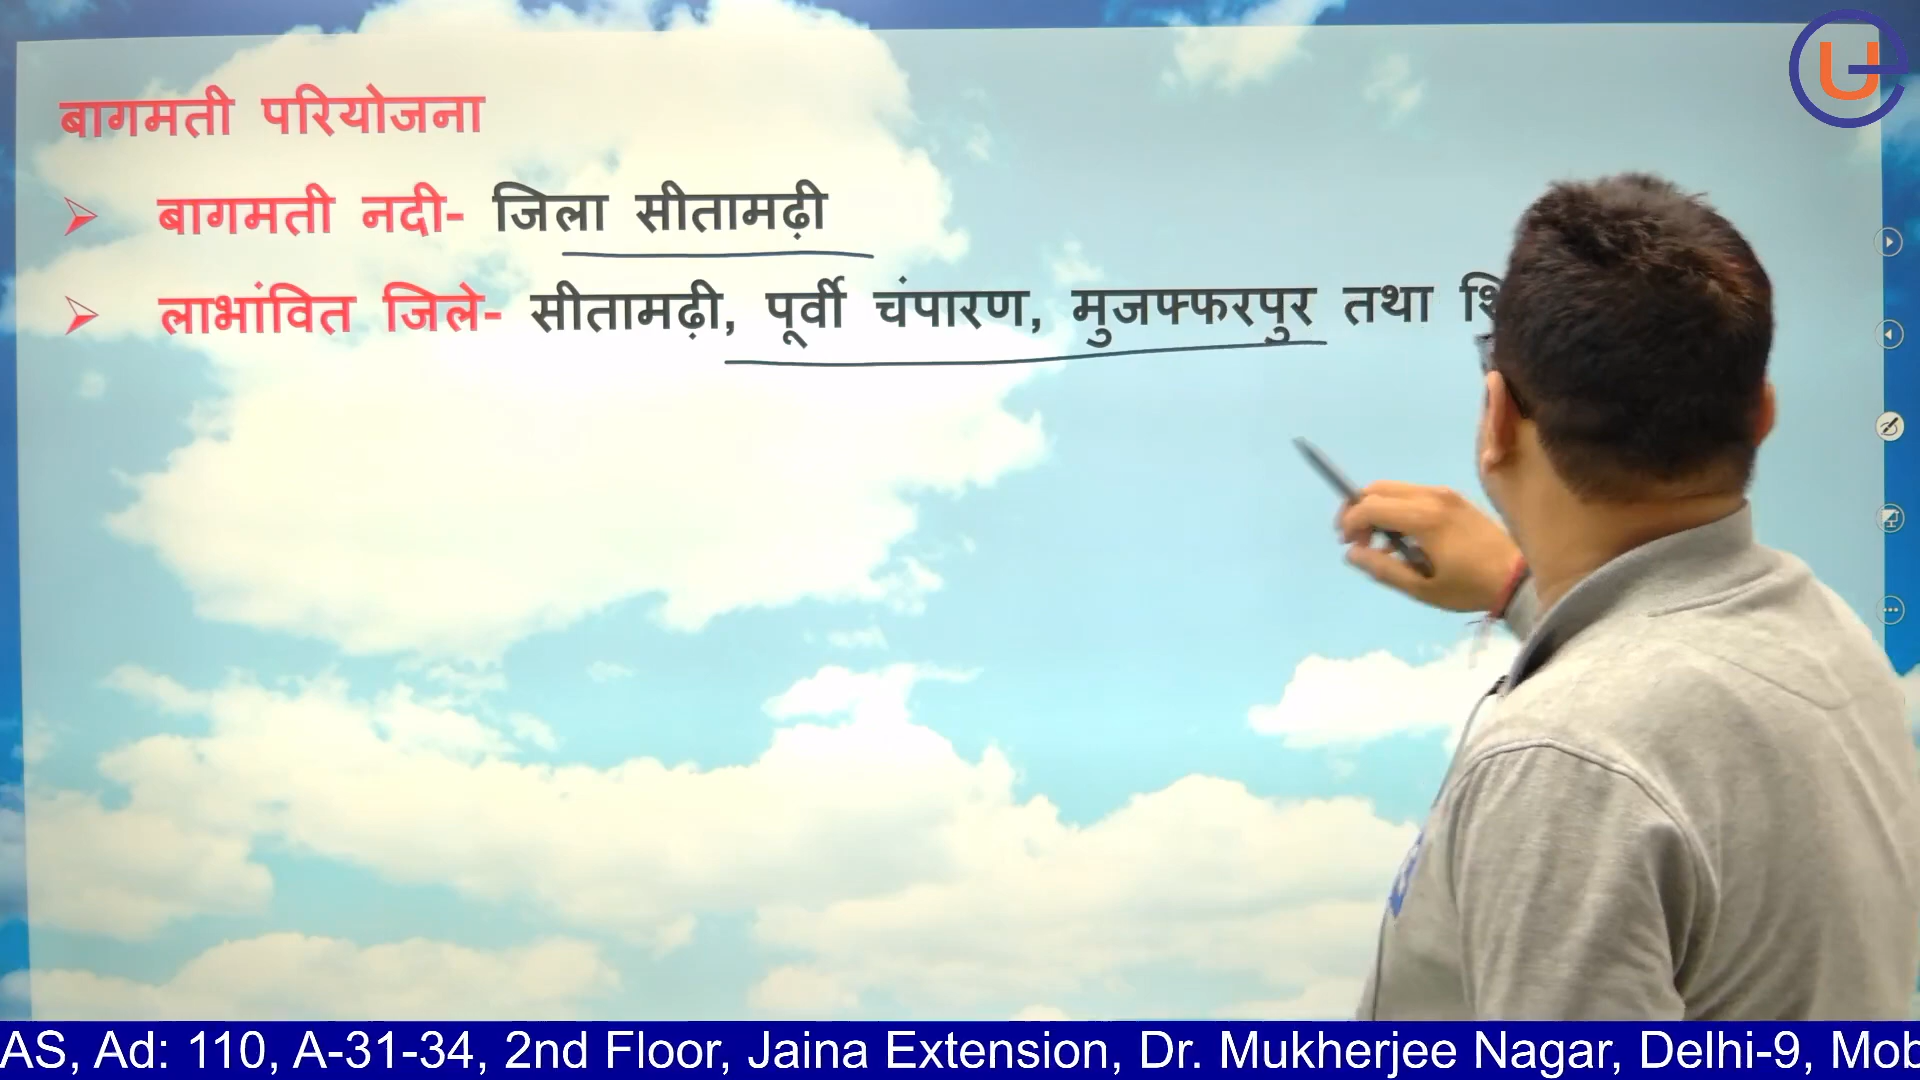 बागमती परियोजना
बागमती नदी- जिला सीतामढ़ी
लाभांवित जिले- सीतामढ़ी, पूर्वी चंपारण, मुजफ्फरपुर तथा
AS, Ad: 110, A-31-34, 2nd Floor, Jaina Extension, Dr. Mukherjee Nagar, Delhi-9, Mob